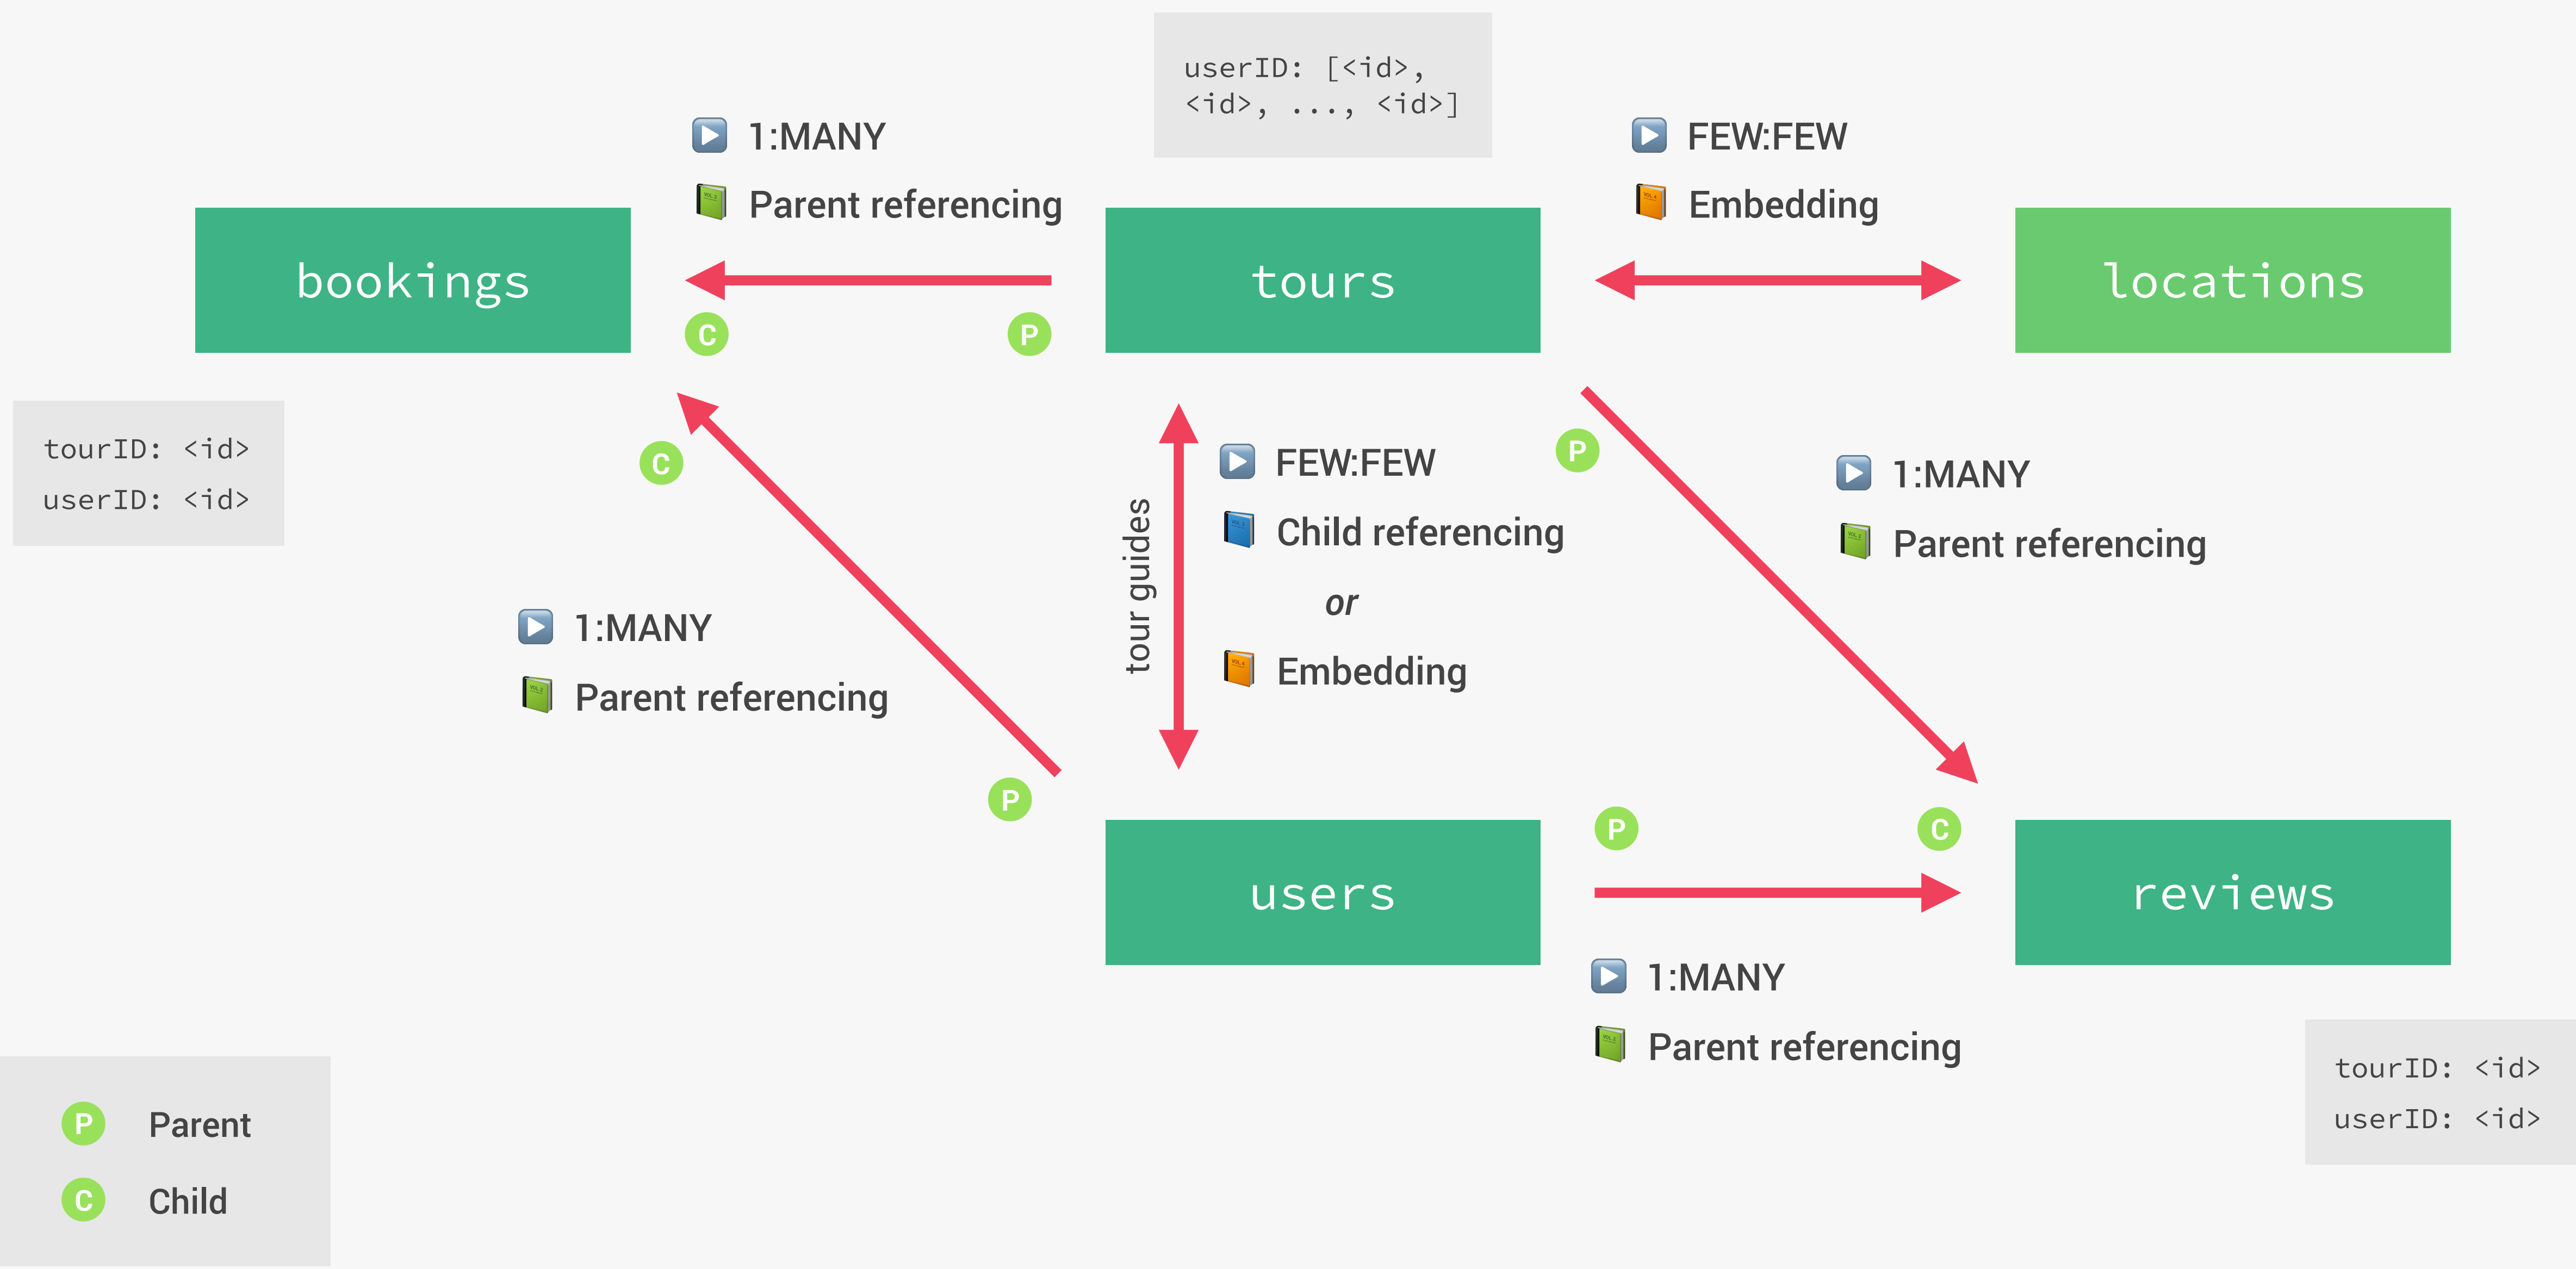 userID: [<id>,
<id>, ..., <id>]
1:MANY
Parent referencing
FEW:FEW
Embedding
bookings
tours
locations
C
P
tourID: <id>
userID: <id>
C
tour guides
FEW:FEW
Child referencing
or
Embedding
P
1:MANY
Parent referencing
1:MANY
Parent referencing
P
P
C
users
reviews
1:MANY
Parent referencing
tourID: <id>
userID: <id>
P Parent
C Child